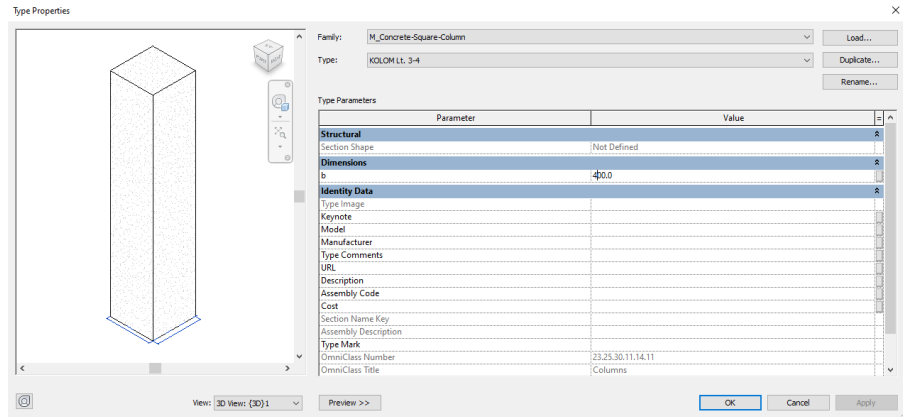 Type Properties
Family: M_Concrete-Square-Column Load...
Type: KOLOM Lt. 3-4 Duplicate...
Rename...
Type Parameters
Parameter Value =
Structural
Section Shape Not Defined
Dimensions
b 400.0
Identity Data
Type Image
Keynote
Model
Manufacturer
Type Comments
URL
Description
Assembly Code
Cost
Section Name Key
Assembly Description
Type Mark
OmniClass Number 23.25.30.11.14.11
OmniClass Title Columns
View: 3D View: {3D}1 Preview >> OK Cancel Apply